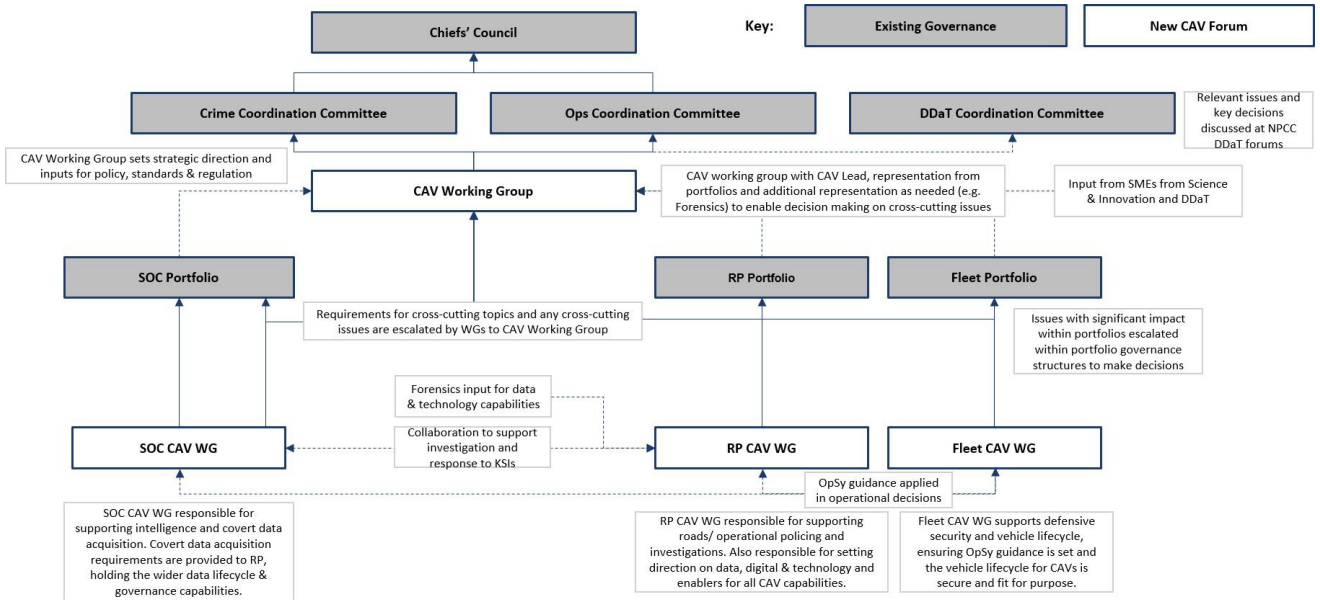 Chiefs' Council
Key:
Existing Governance
New CAV Forum
Crime Coordination Committee
Ops Coordination Committee
DDaT Coordination Committee
Relevant issues and
key decisions
discussed at NPCC
DDaT forums
CAV Working Group sets strategic direction and
inputs for policy, standards & regulation
CAV Working Group
CAV working group with CAV Lead, representation from
portfolios and additional representation as needed (e.g.
Forensics) to enable decision making on cross-cutting issues
Input from SMEs from Science
& Innovation and DDaT
SOC Portfolio
RP Portfolio
Fleet Portfolio
Requirements for cross-cutting topics and any cross-cutting
issues are escalated by WGs to CAV Working Group
Issues with significant impact
within portfolios escalated
within portfolio governance
structures to make decisions
Forensics input for data
& technology capabilities
SOC CAV WG
Collaboration to support
investigation and
response to KSIs
RP CAV WG
Fleet CAV WG
OpSy guidance applied
in operational decisions
SOC CAV WG responsible for
supporting intelligence and covert data
acquisition. Covert data acquisition
requirements are provided to RP,
holding the wider data lifecycle &
governance capabilities.
RP CAV WG responsible for supporting
roads/ operational policing and
investigations. Also responsible for setting
direction on data, digital & technology and
enablers for all CAV capabilities.
Fleet CAV WG supports defensive
security and vehicle lifecycle,
ensuring OpSy guidance is set and
the vehicle lifecycle for CAVs is
secure and fit for purpose.